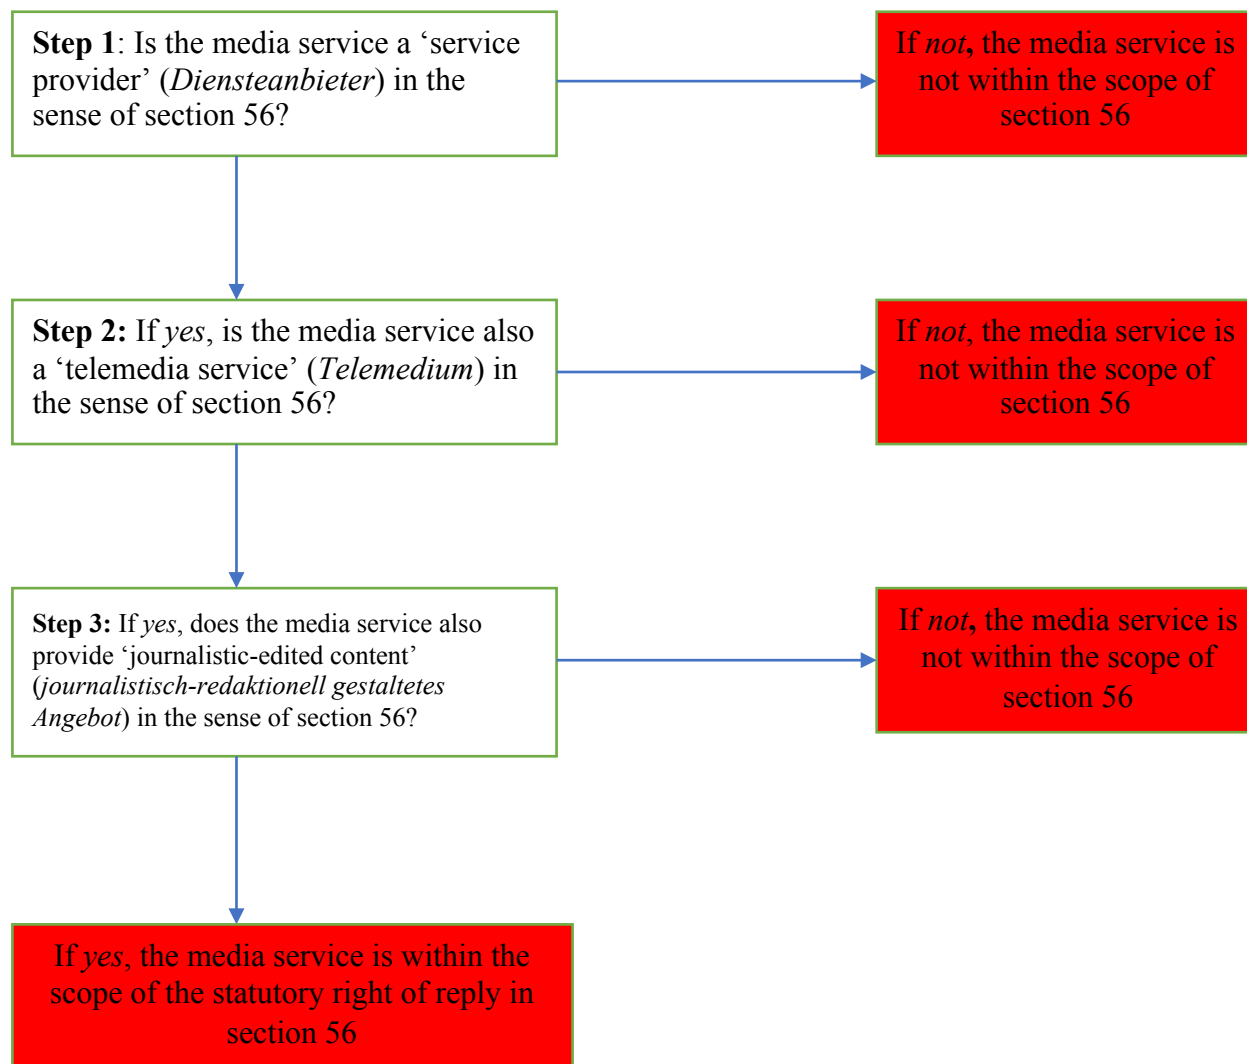 Step 1: Is the media service a ‘service
provider’ (Diensteanbieter) in the
sense of section 56?
If not, the media service is
not within the scope of
section 56
Step 2: If yes, is the media service also
a ‘telemedia service’ (Telemedium) in
the sense of section 56?
If not, the media service is
not within the scope of
section 56
Step 3: If yes, does the media service also
provide ‘journalistic-edited content’
(journalistisch-redaktionell gestaltetes
Angebot) in the sense of section 56?
If not, the media service is
not within the scope of
section 56
If yes, the media service is within the
scope of the statutory right of reply in
section 56